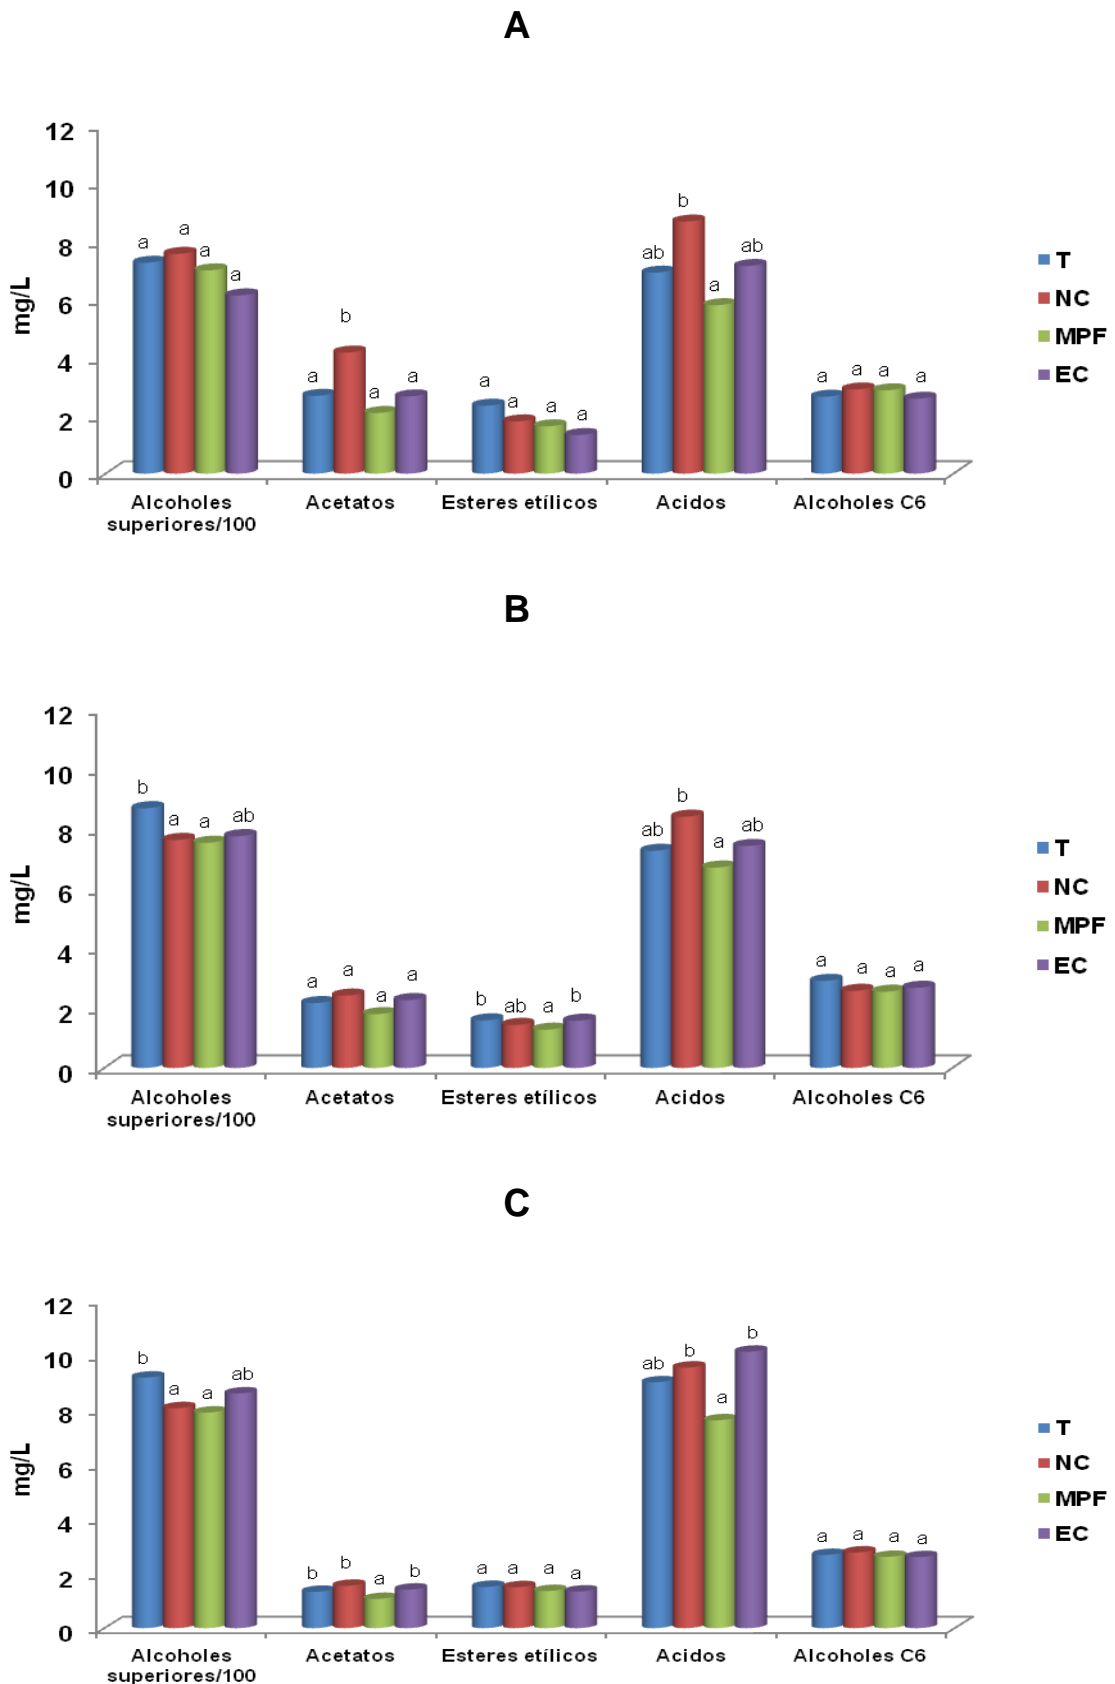 A
12
10
8
6
4
2
0
mg/L
a
a
a
a
a
b
a
a
a
a
a
a
ab
b
a
ab
a
a
a
a
Alcoholes
superiores/100
Acetatos
Esteres etílicos
Acidos
Alcoholes C6
T
NC
MPF
EC
B
12
10
8
6
4
2
0
mg/L
b
a
a
ab
a
a
a
a
b
ab
a
b
ab
b
a
ab
a
a
a
a
Alcoholes
superiores/100
Acetatos
Esteres etílicos
Acidos
Alcoholes C6
T
NC
MPF
EC
C
12
10
8
6
4
2
0
mg/L
b
a
a
ab
b
b
a
b
a
a
a
a
ab
b
a
b
a
a
a
a
Alcoholes
superiores/100
Acetatos
Esteres etílicos
Acidos
Alcoholes C6
T
NC
MPF
EC